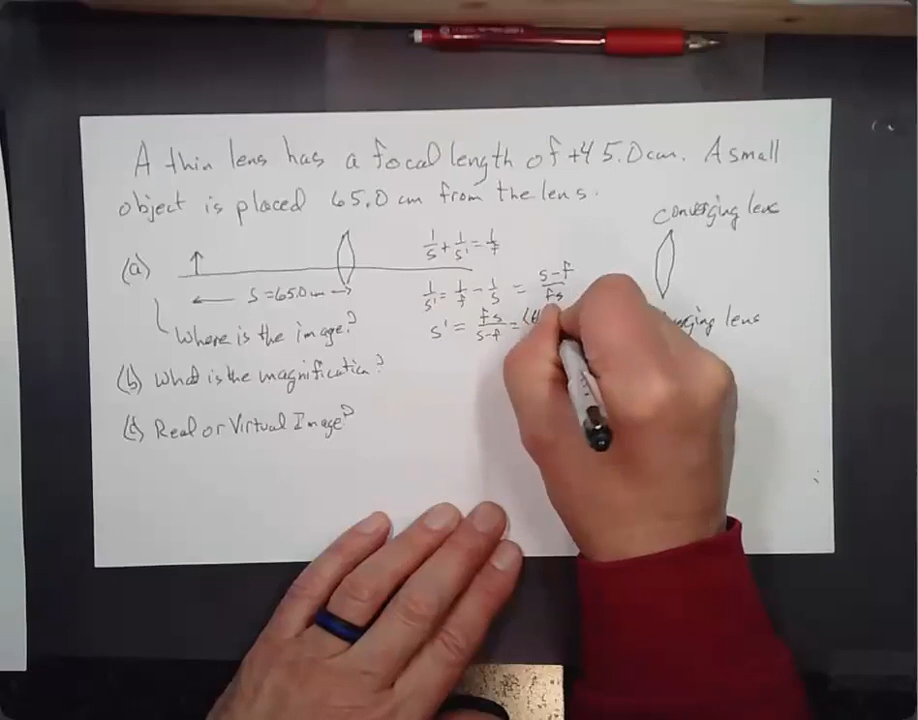 A thin lens has a focal length of +45.0 cm. A small
object is placed 65.0 cm from the lens.
converging lens
(a)
1/s + 1/s' = 1/f
S = 65.0 cm
1/s' = 1/f - 1/s = s-f/fs
Where is the image?
s' = fs/s-f = (4
lens
(b) What is the magnification?
(c) Real or Virtual Image?